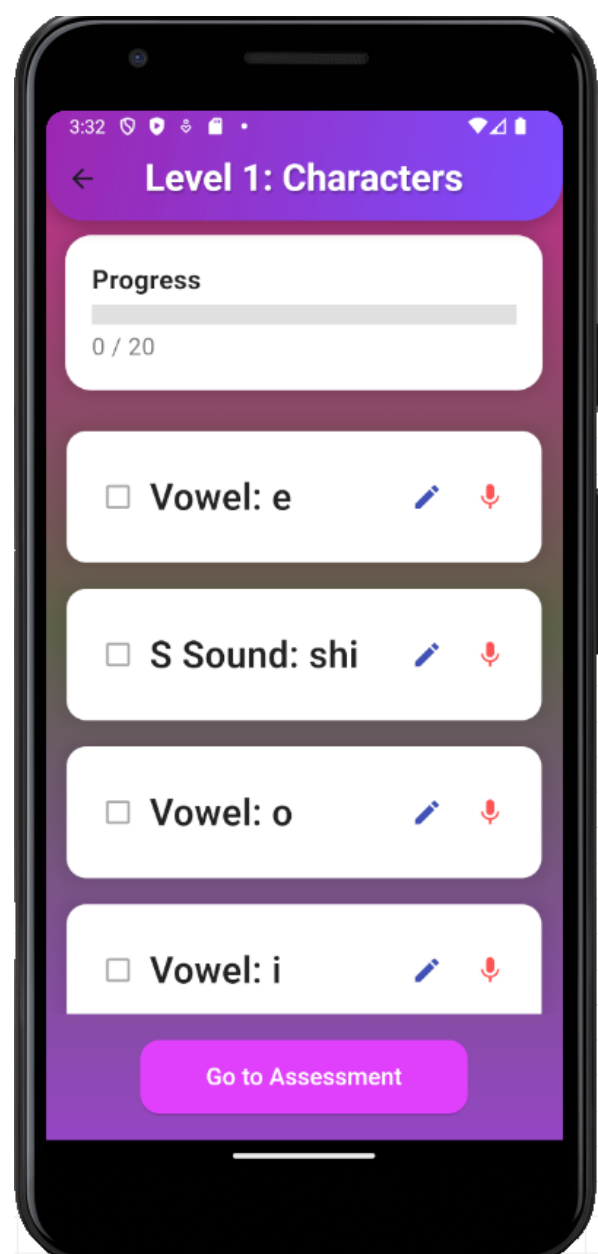 3:32
Level 1: Characters
Progress
0 / 20
Vowel: e
S Sound: shi
Vowel: o
Vowel: i
Go to Assessment